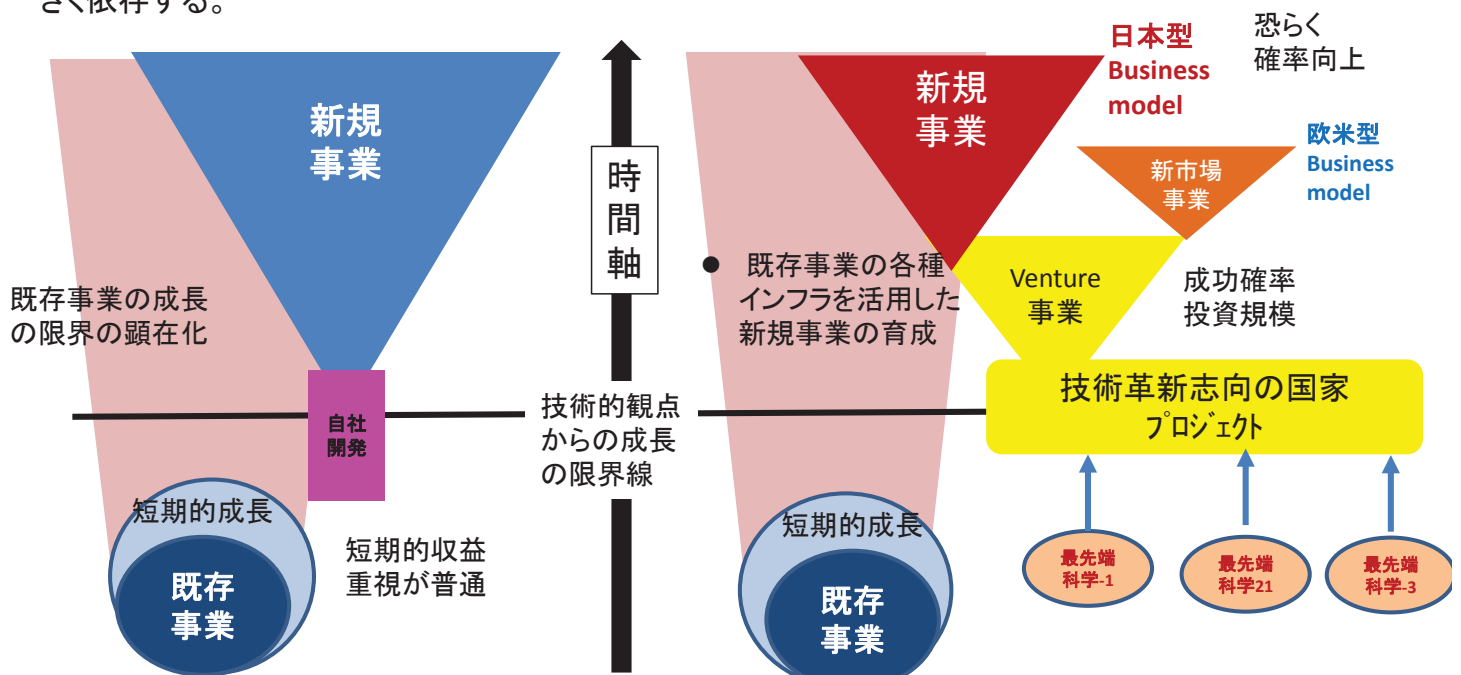 さく依存する。
新規
事業
既存事業の成長
の限界の顕在化
自社
開発
短期的成長
既存
事業
短期的収益
重視が普通
時
間
軸
技術的観点
からの成長
の限界線
新規
事業
日本型
Business
model
恐らく
確率向上
新市場
事業
欧米型
Business
model
● 既存事業の各種
インフラを活用した
新規事業の育成
Venture
事業
成功確率
投資規模
技術革新志向の国家
プロジェクト
短期的成長
既存
事業
最先端
科学-1
最先端
科学21
最先端
科学-3